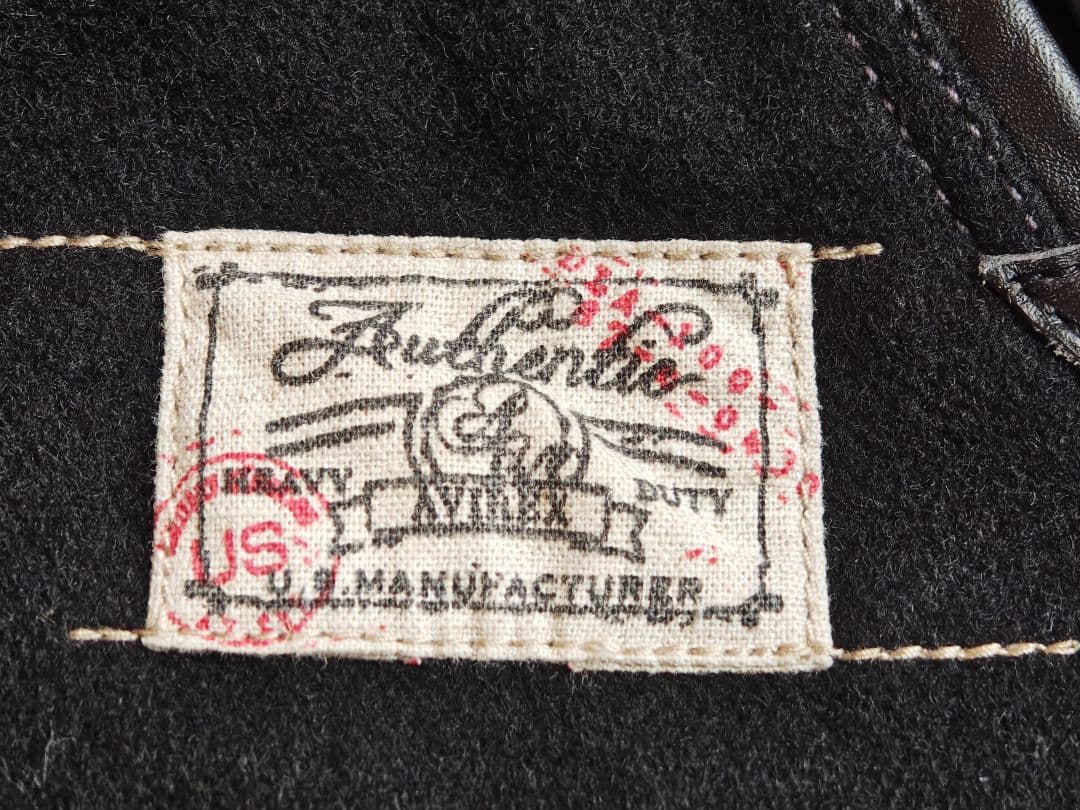 Authentic
HEAVY DUTY
AVIREX
U.S.MANUFACTURER
US